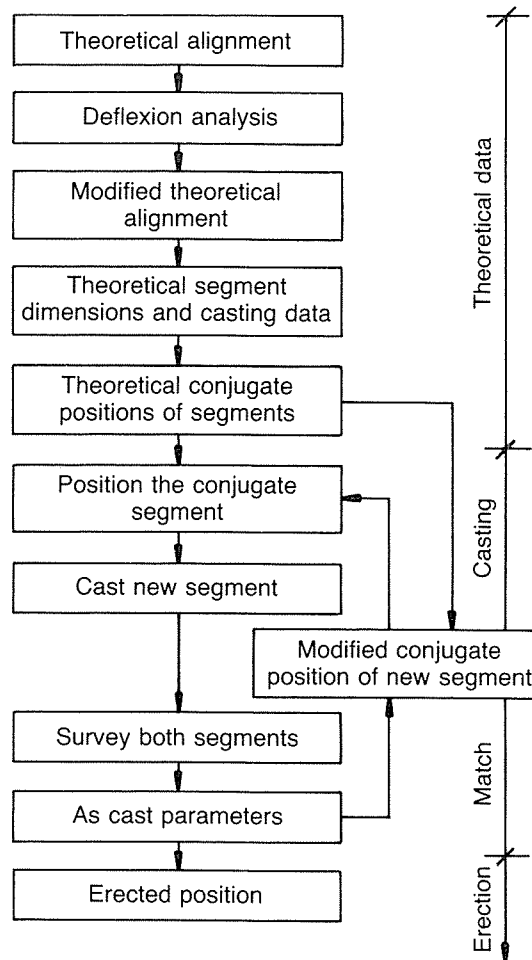 Theoretical alignment
Deflexion analysis
Modified theoretical
alignment
Theoretical segment
dimensions and casting data
Theoretical conjugate
positions of segments
Position the conjugate
segment
Cast new segment
Modified conjugate
position of new segment
Survey both segments
As cast parameters
Erected position
Theoretical data
Casting
Match
Erection